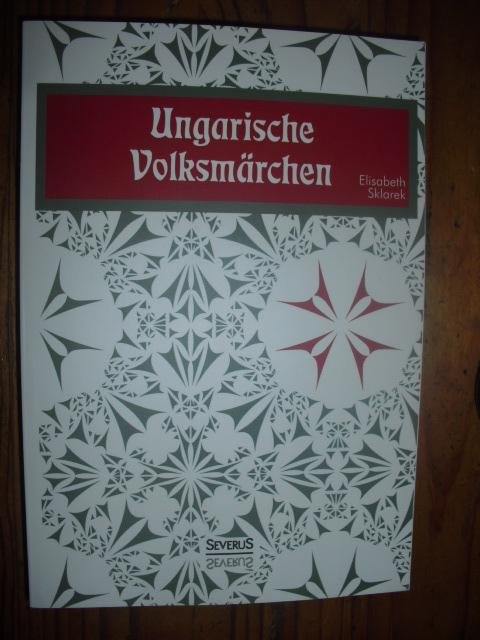 Ungarische
Volksmärchen
Elisabeth
Sklarek
SEVERUS
SEVERUS